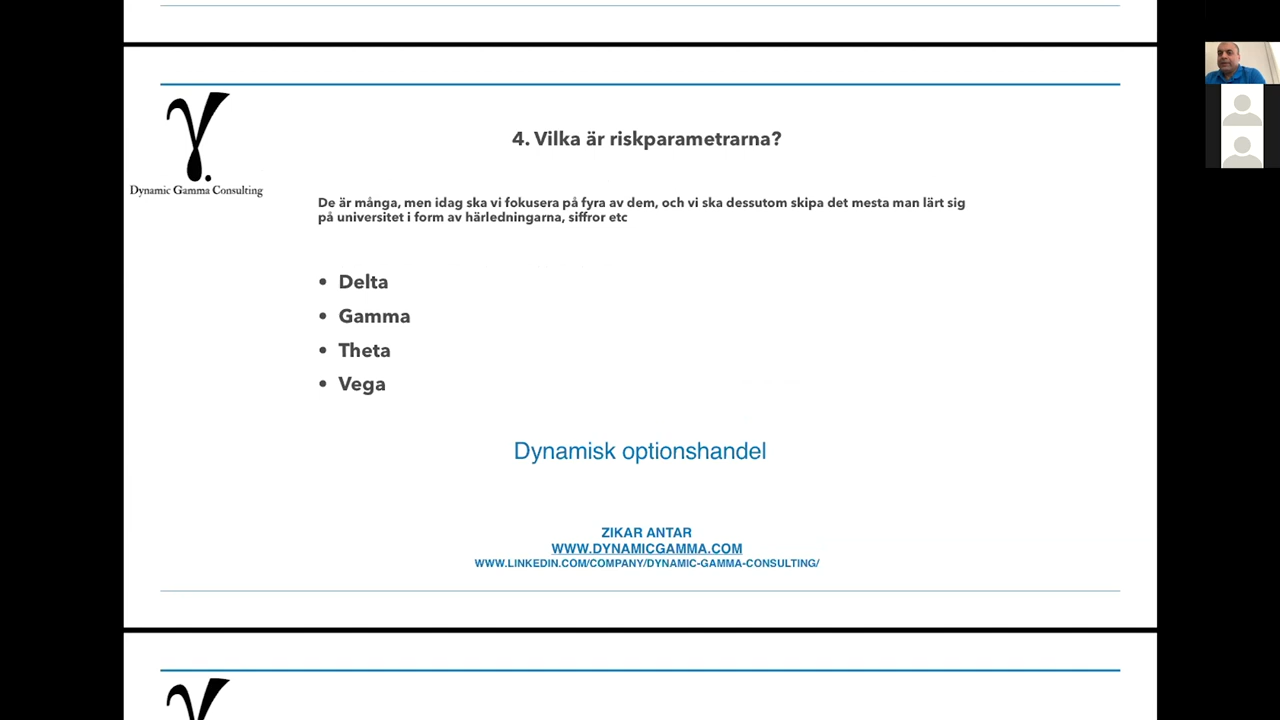 Dynamic Gamma Consulting
4. Vilka är riskparametrarna?
De är många, men idag ska vi fokusera på fyra av dem, och vi ska dessutom skipa det mesta man lärt sig
på universitet i form av härledningarna, siffror etc
• Delta
• Gamma
• Theta
• Vega
Dynamisk optionshandel
ZIKAR ANTAR
WWW.DYNAMICGAMMA.COM
WWW.LINKEDIN.COM/COMPANY/DYNAMIC-GAMMA-CONSULTING/